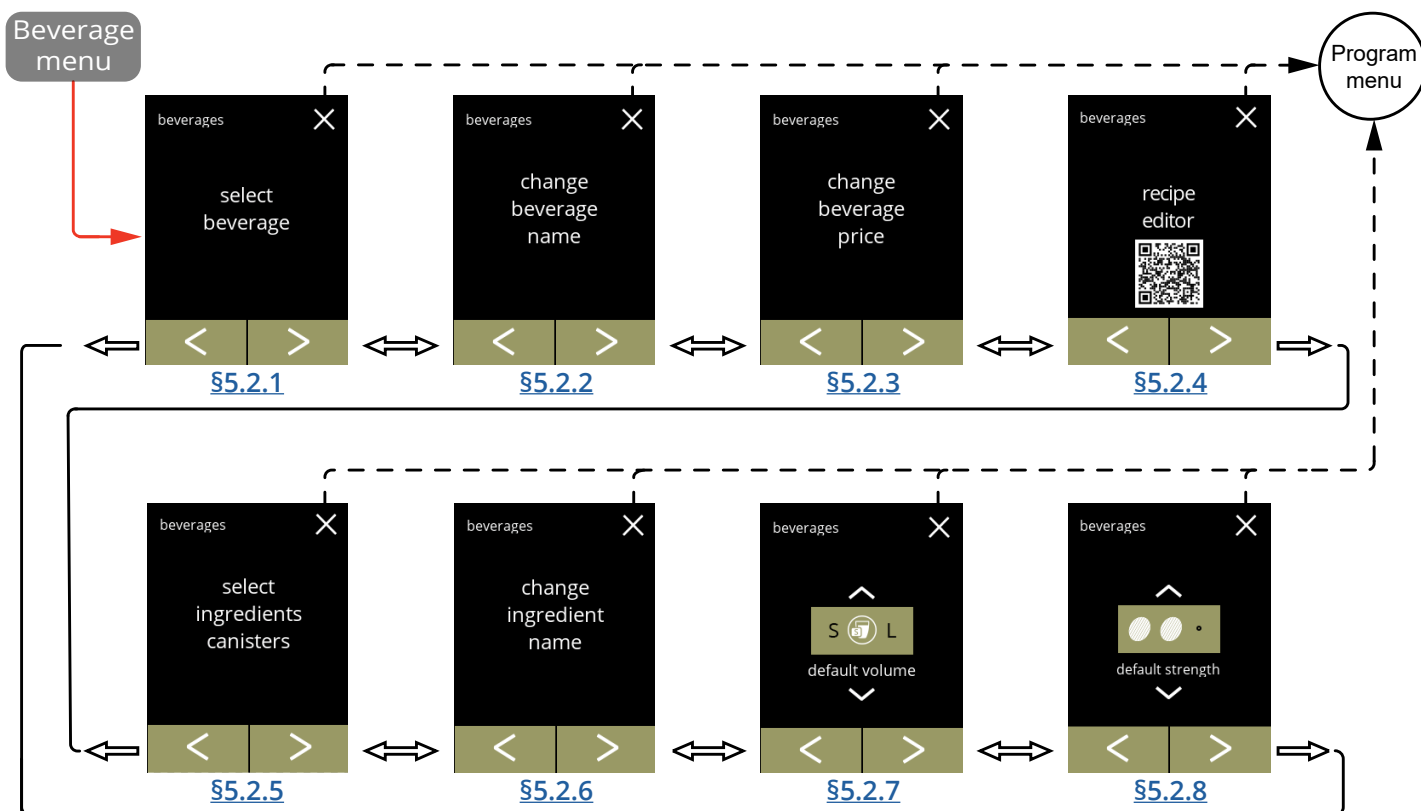 Beverage
menu
Program
menu
beverages
select
beverage
§5.2.1
beverages
change
beverage
name
§5.2.2
beverages
change
beverage
price
§5.2.3
beverages
recipe
editor
§5.2.4
beverages
select
ingredients
canisters
§5.2.5
beverages
change
ingredient
name
§5.2.6
beverages
S S L
default volume
§5.2.7
beverages
default strength
§5.2.8